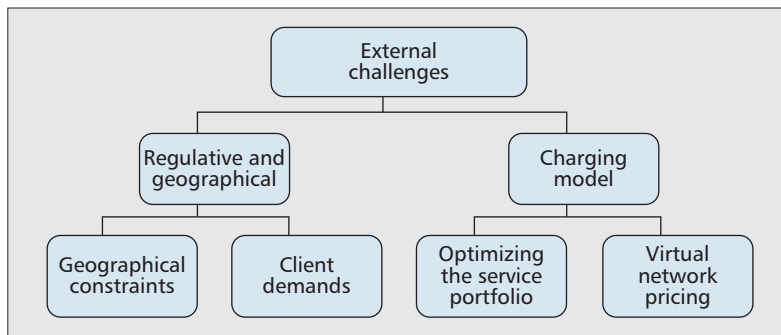 External
challenges
Regulative and
geographical
Charging
model
Geographical
constraints
Client
demands
Optimizing
the service
portfolio
Virtual
network
pricing